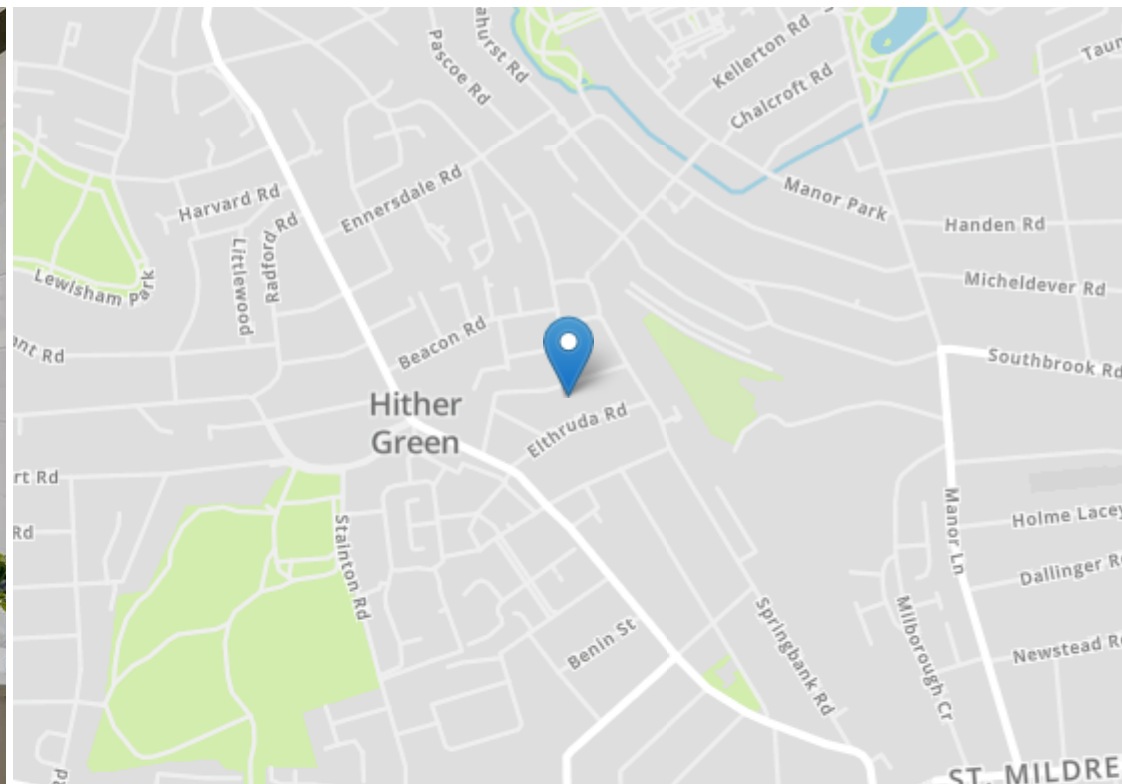 Pascoe Rd
ahurst Rd
Kellerton Rd
Taun
Chalcroft Rd
Harvard Rd
Ennersdale Rd
Manor Park
Handen Rd
Radford Rd
Littlewood
Lewisham Park
Micheldever Rd
ont Rd
Beacon Rd
Southbrook Rd
Hither
Green
Elthruda Rd
rt Rd
Rd
Stainton Rd
Manor Ln
Holme Lacey
Dallinger R
Milborough Cr
Springbank Rd
Benin St
Newstead R
ST. MILDRE